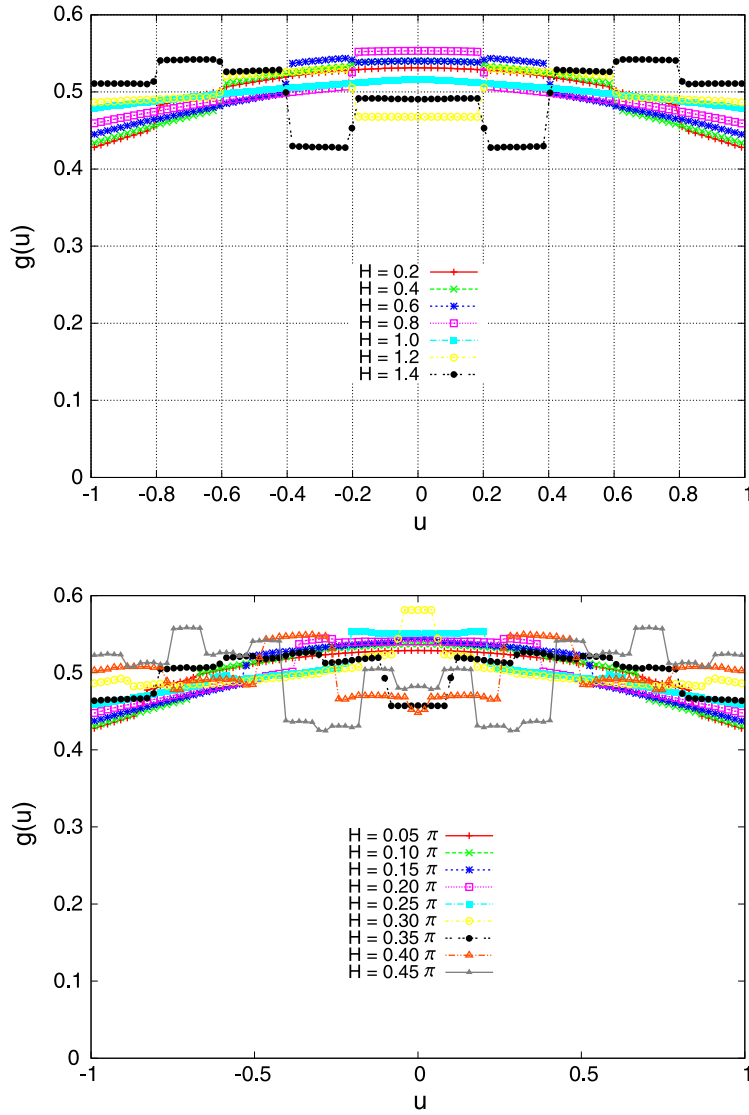 0.6
0.5
0.4
0.3
0.2
0.1
0
g(u)
H = 0.2
H = 0.4
H = 0.6
H = 0.8
H = 1.0
H = 1.2
H = 1.4
-1 -0.8 -0.6 -0.4 -0.2 0 0.2 0.4 0.6 0.8 1
u
0.6
0.5
0.4
0.3
0.2
0.1
0
g(u)
H = 0.05 π
H = 0.10 π
H = 0.15 π
H = 0.20 π
H = 0.25 π
H = 0.30 π
H = 0.35 π
H = 0.40 π
H = 0.45 π
-1 -0.5 0 0.5 1
u